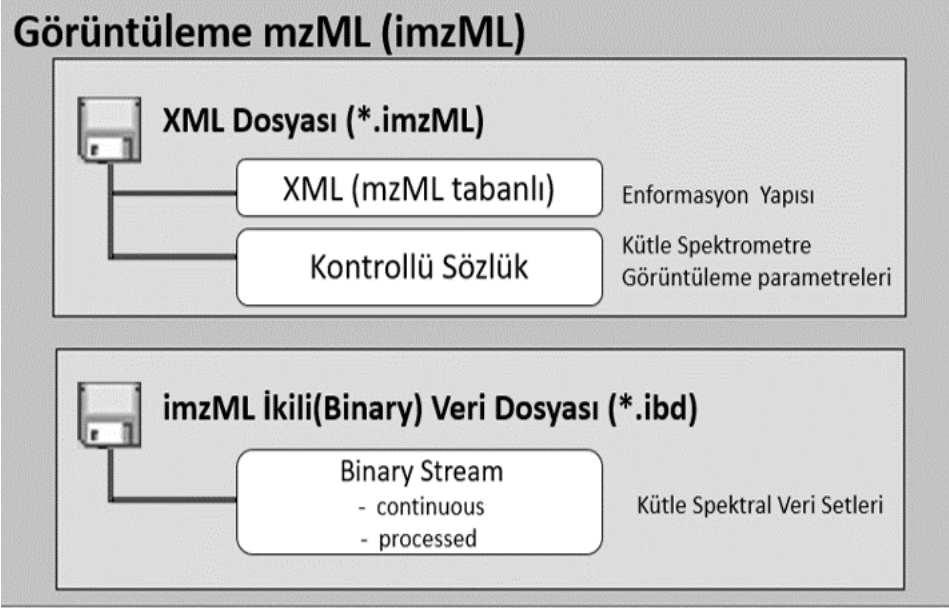 Görüntüleme mzML (imzML)
XML Dosyası (*.imzML)
XML (mzML tabanlı)
Enformasyon Yapısı
Kontrollü Sözlük
Kütle Spektrometre
Görüntüleme parametreleri
imzML İkili(Binary) Veri Dosyası (*.ibd)
Binary Stream
- continuous
- processed
Kütle Spektral Veri Setleri